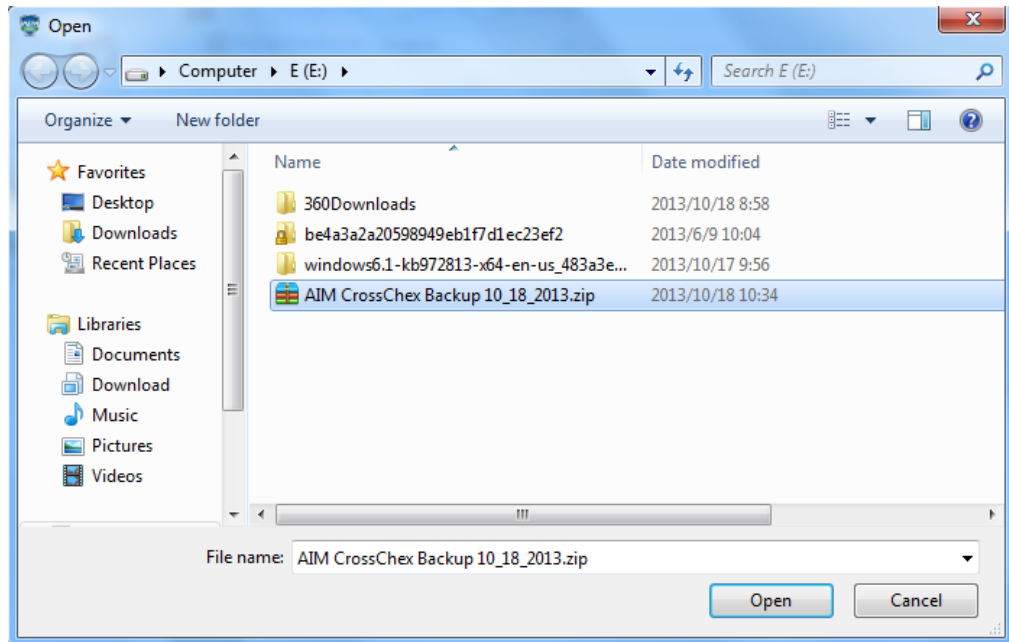 Open
Computer E (E:) Search E (E:)
Organize New folder
Favorites
Desktop
Downloads
Recent Places
Libraries
Documents
Download
Music
Pictures
Videos
Name Date modified
360Downloads 2013/10/18 8:58
be4a3a2a20598949eb1f7d1ec23ef2 2013/6/9 10:04
windows6.1-kb972813-x64-en-us_483a3e... 2013/10/17 9:56
AIM CrossChex Backup 10_18_2013.zip 2013/10/18 10:34
File name: AIM CrossChex Backup 10_18_2013.zip
Open Cancel